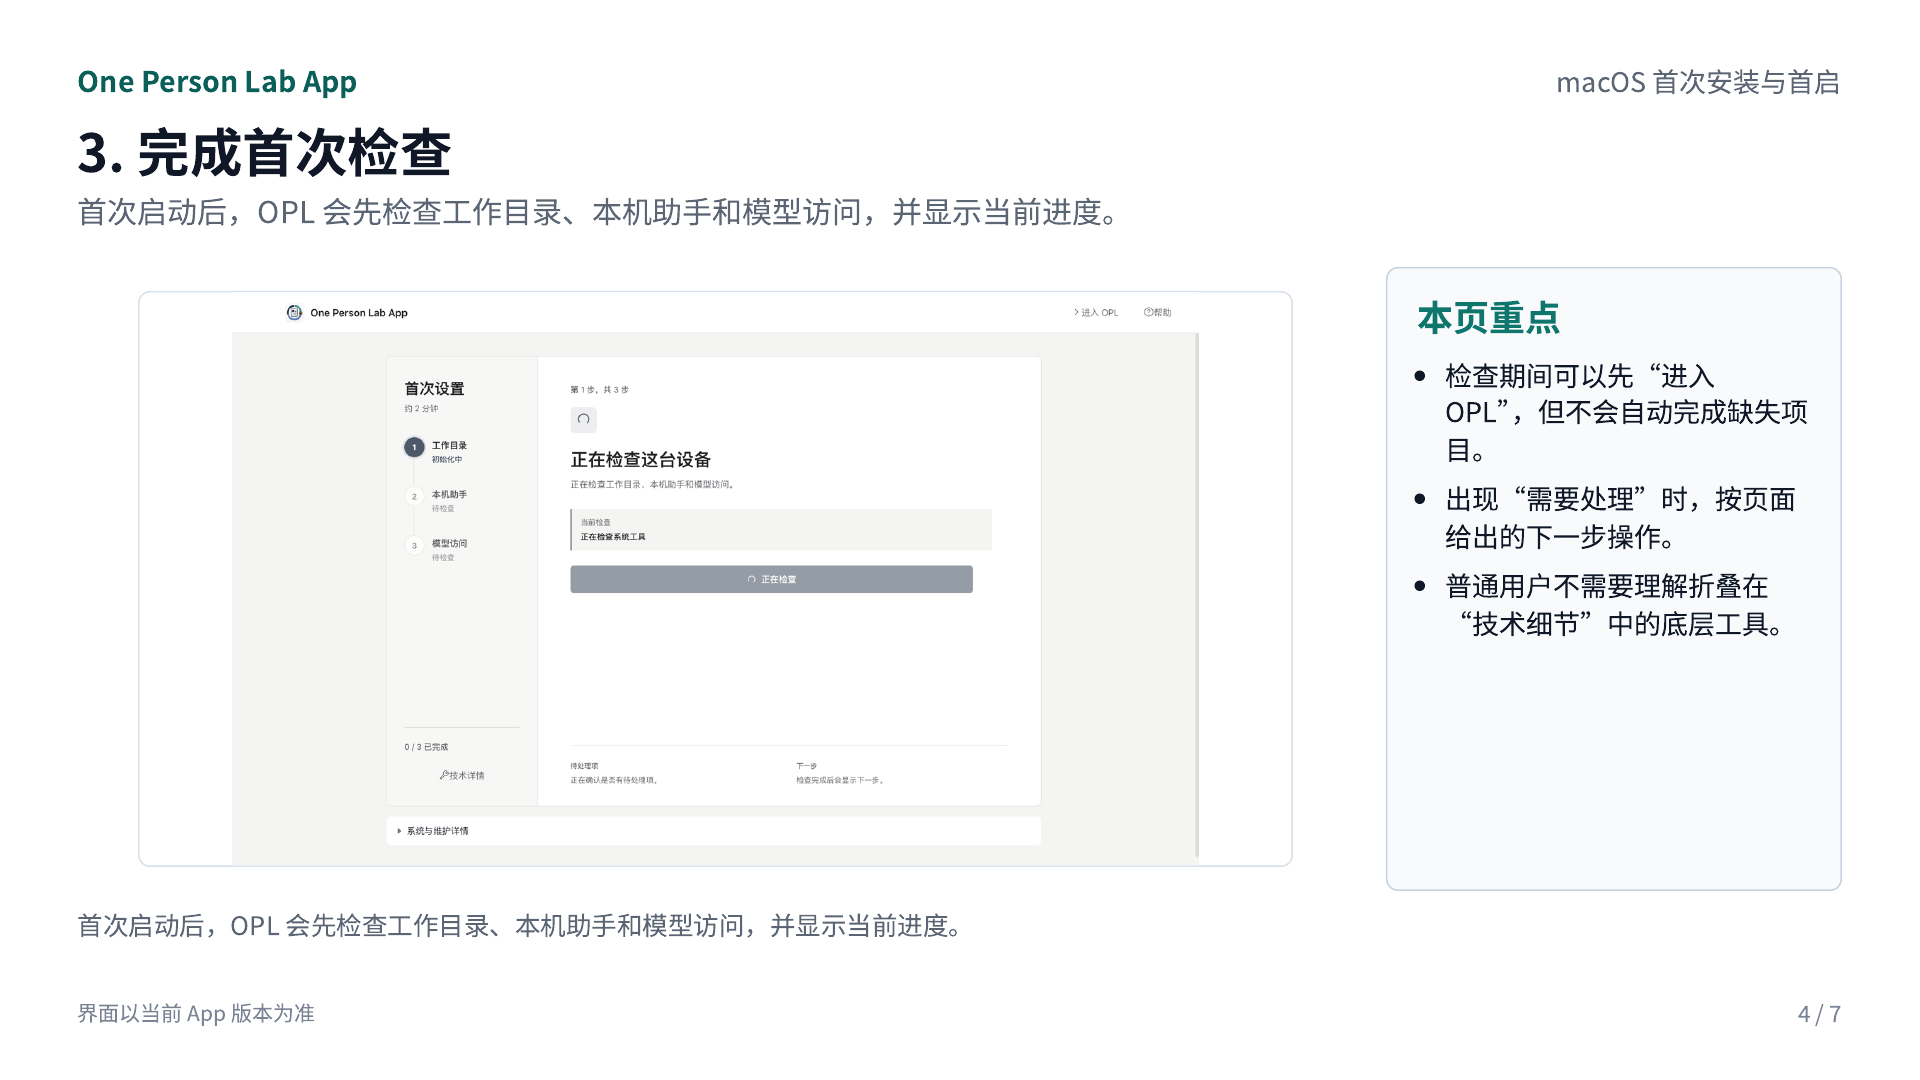 One Person Lab App
macOS 首次安装与首启
3. 完成首次检查
首次启动后，OPL 会先检查工作目录、本机助手和模型访问，并显示当前进度。
One Person Lab App
进入 OPL
帮助
首次设置
约 2 分钟
1
工作目录
初始化中
2
本机助手
待检查
3
模型访问
待检查
0 / 3 已完成
技术详情
第 1 步，共 3 步
正在检查这台设备
正在检查工作目录、本机助手和模型访问。
当前检查
正在检查系统工具
正在检查
待处理项
正在确认是否有待处理项。
下一步
检查完成后会显示下一步。
系统与维护详情
本页重点
• 检查期间可以先“进入
OPL”，但不会自动完成缺失项
目。
• 出现“需要处理”时，按页面
给出的下一步操作。
• 普通用户不需要理解折叠在
“技术细节”中的底层工具。
首次启动后，OPL 会先检查工作目录、本机助手和模型访问，并显示当前进度。
界面以当前 App 版本为准
4 / 7